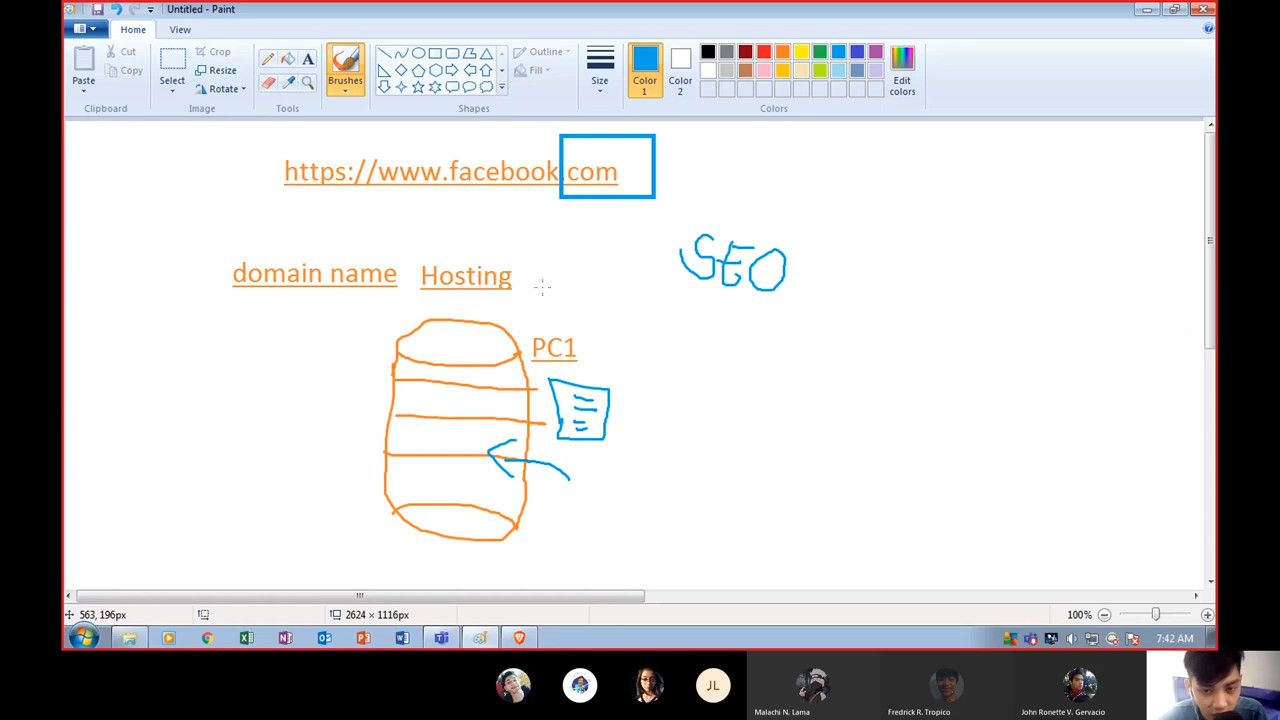 Untitled - Paint
Home View
Paste
Cut
Copy
Select
Crop
Resize
Rotate
A
Brushes
Outline
Fill
Size
Color 1
Color 2
Edit colors
Clipboard
Image
Tools
Shapes
Colors
https://www.facebook.com
domain name Hosting
SEO
PC1
563, 196px
2624 × 1116px
100%
7:42 AM
JL
Malachi N. Lama
Fredrick R. Tropico
John Ronette V. Gervacio